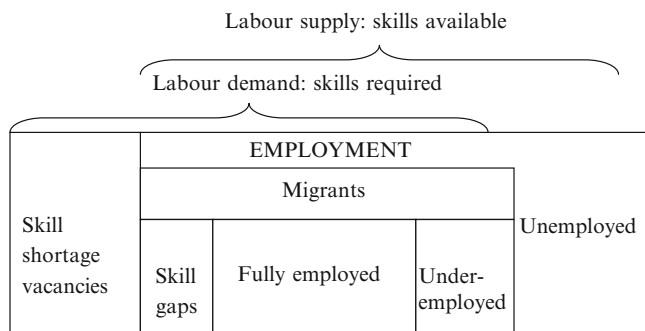 Labour supply: skills available
Labour demand: skills required
EMPLOYMENT
Migrants
Skill
shortage
vacancies
Skill
gaps
Fully employed
Under-
employed
Unemployed